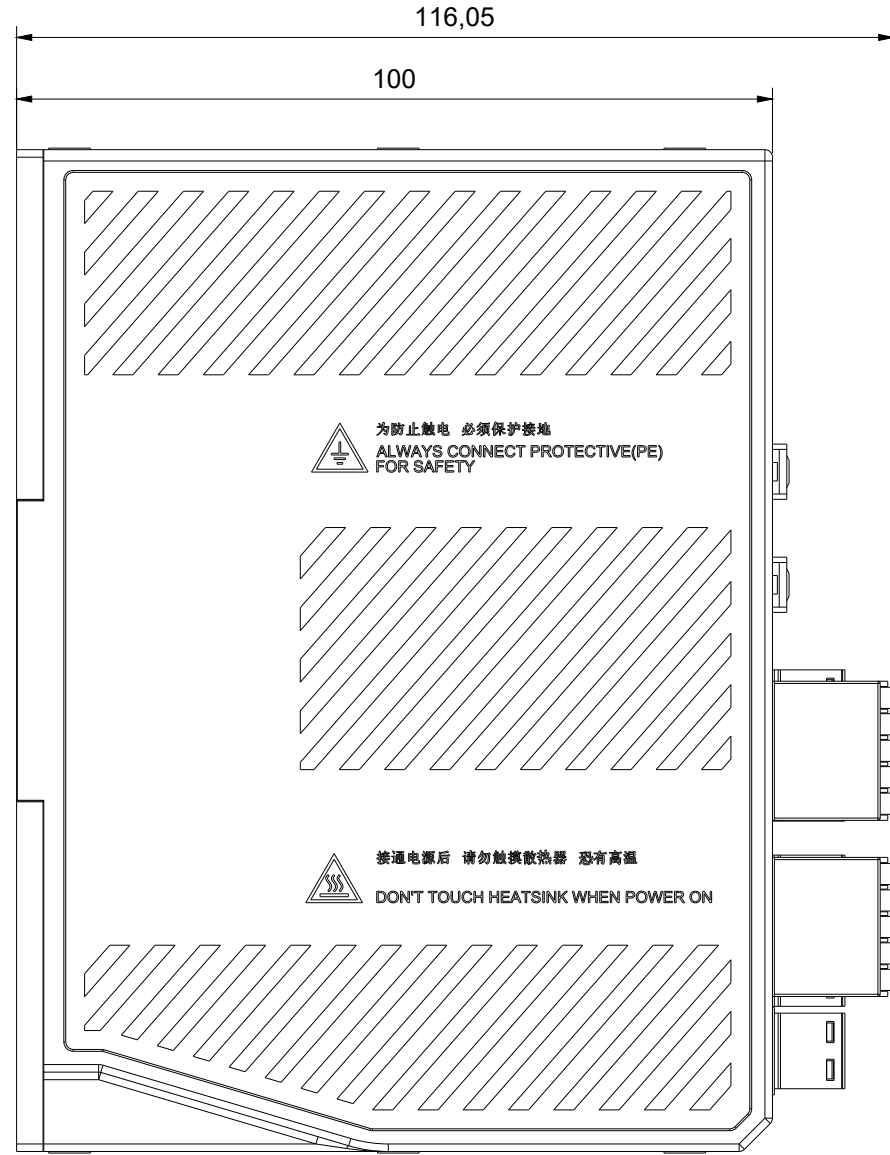 116,05
100
为防止触电 必须保护接地
ALWAYS CONNECT PROTECTIVE(PE)
FOR SAFETY
接通电源后 请勿触摸散热器 恐有高温
DON'T TOUCH HEATSINK WHEN POWER ON